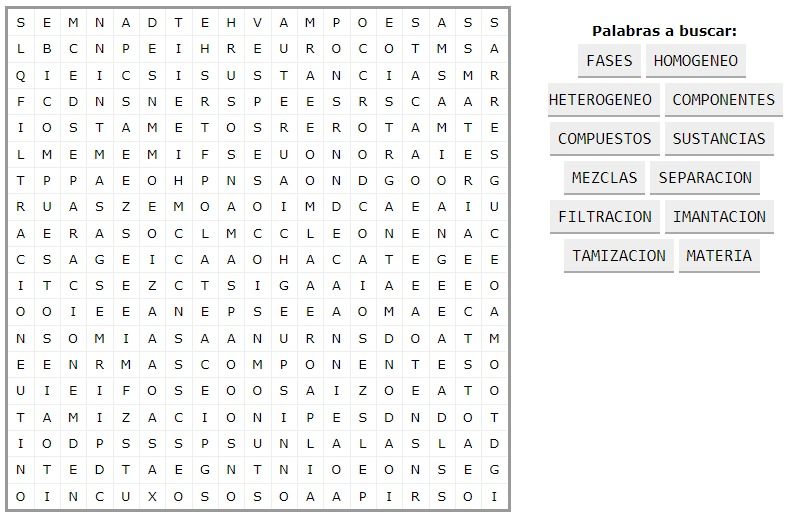 S E M N A D T E H V A M P O E S A S S
L B C N P E I H R E U R O C O T M S A
Q I E I C S I S U S T A N C I A S M R
F C D N S N E R S P E E S R S C A A R
I O S T A M E T O S R E R O T A M T E
L M E M E M I F S E U O N O R A I E S
T P P A E O H P N S A O N D G O O R G
R U A S Z E M O A O I M D C A E A I U
A E R A S O C L M C C L E O N E N A C
C S A G E I C A A O H A C A T E G E E
I T C S E Z C T S I G A A I A E E E O
O O I E E A N E P S E E A O M A E C A
N S O M I A S A A N U R N S D O A T M
E E N R M A S C O M P O N E N T E S O
U I E I F O S E O O S A I Z O E A T O
T A M I Z A C I O N I P E S D N D O T
I O D P S S S P S U N L A L A S L A D
N T E D T A E G N T N I O E O N S E G
O I N C U X O S O S O A A P I R S O I
Palabras a buscar:
FASES HOMOGENEO
HETEROGENEO COMPONENTES
COMPUESTOS SUSTANCIAS
MEZCLAS SEPARACION
FILTRACION IMANTACION
TAMIZACION MATERIA